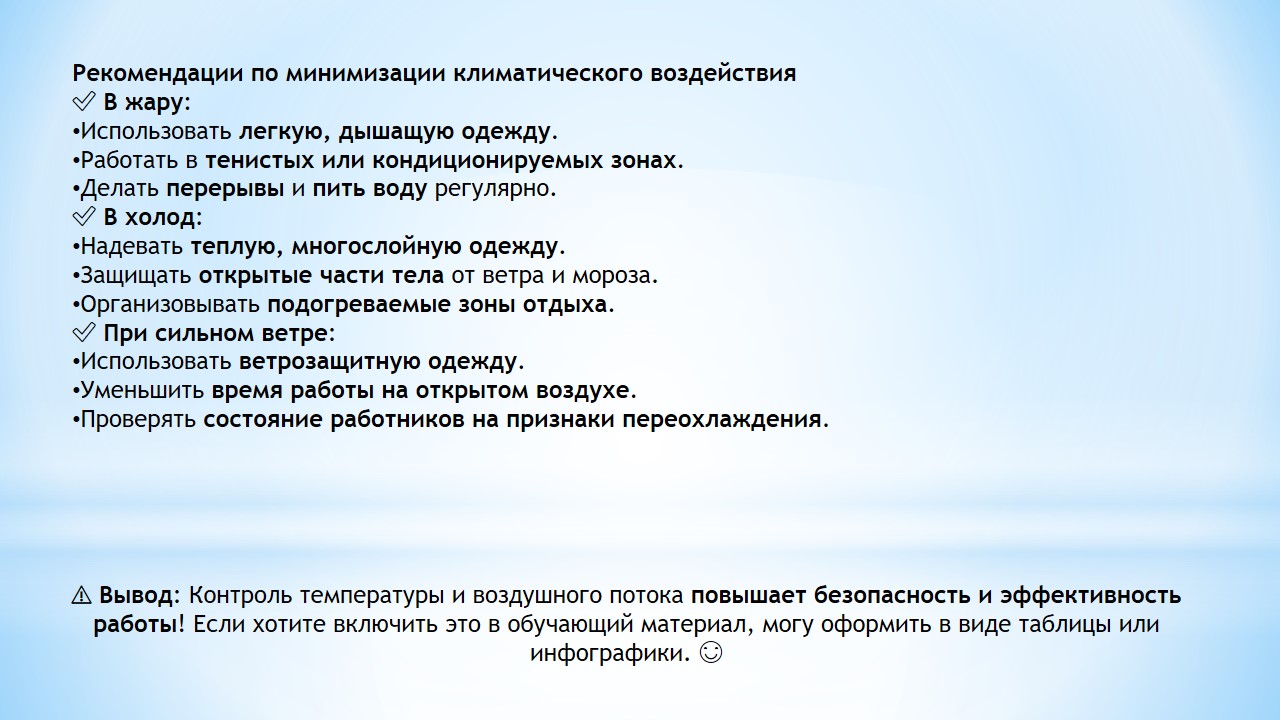 Рекомендации по минимизации климатического воздействия
✅ В жару:
•Использовать легкую, дышащую одежду.
•Работать в тенистых или кондиционируемых зонах.
•Делать перерывы и пить воду регулярно.
✅ В холод:
•Надевать теплую, многослойную одежду.
•Защищать открытые части тела от ветра и мороза.
•Организовывать подогреваемые зоны отдыха.
✅ При сильном ветре:
•Использовать ветрозащитную одежду.
•Уменьшить время работы на открытом воздухе.
•Проверять состояние работников на признаки переохлаждения.
⚠ Вывод: Контроль температуры и воздушного потока повышает безопасность и эффективность
работы! Если хотите включить это в обучающий материал, могу оформить в виде таблицы или
инфографики. 😊